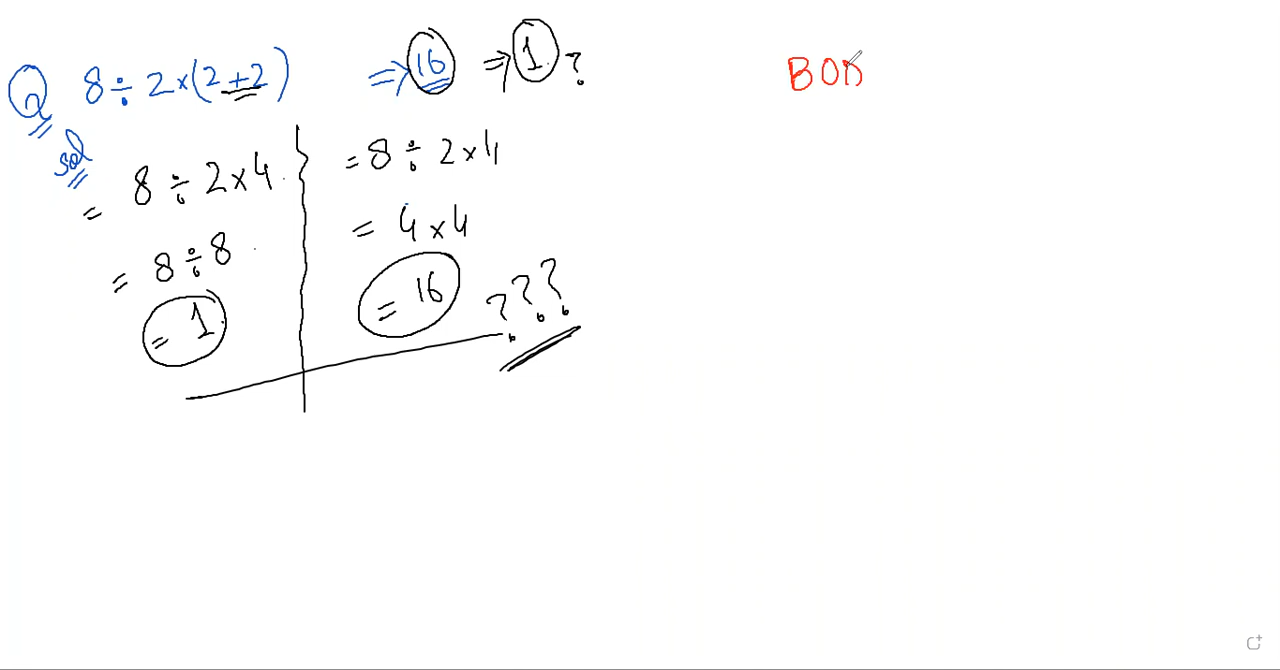 Q 8 ÷ 2 × (2 + 2) ⇒ 16 ⇒ 1 ?
BOD
Sol
= 8 ÷ 2 × 4
= 8 ÷ 8
= 1
= 8 ÷ 2 × 4
= 4 × 4
= 16 ???